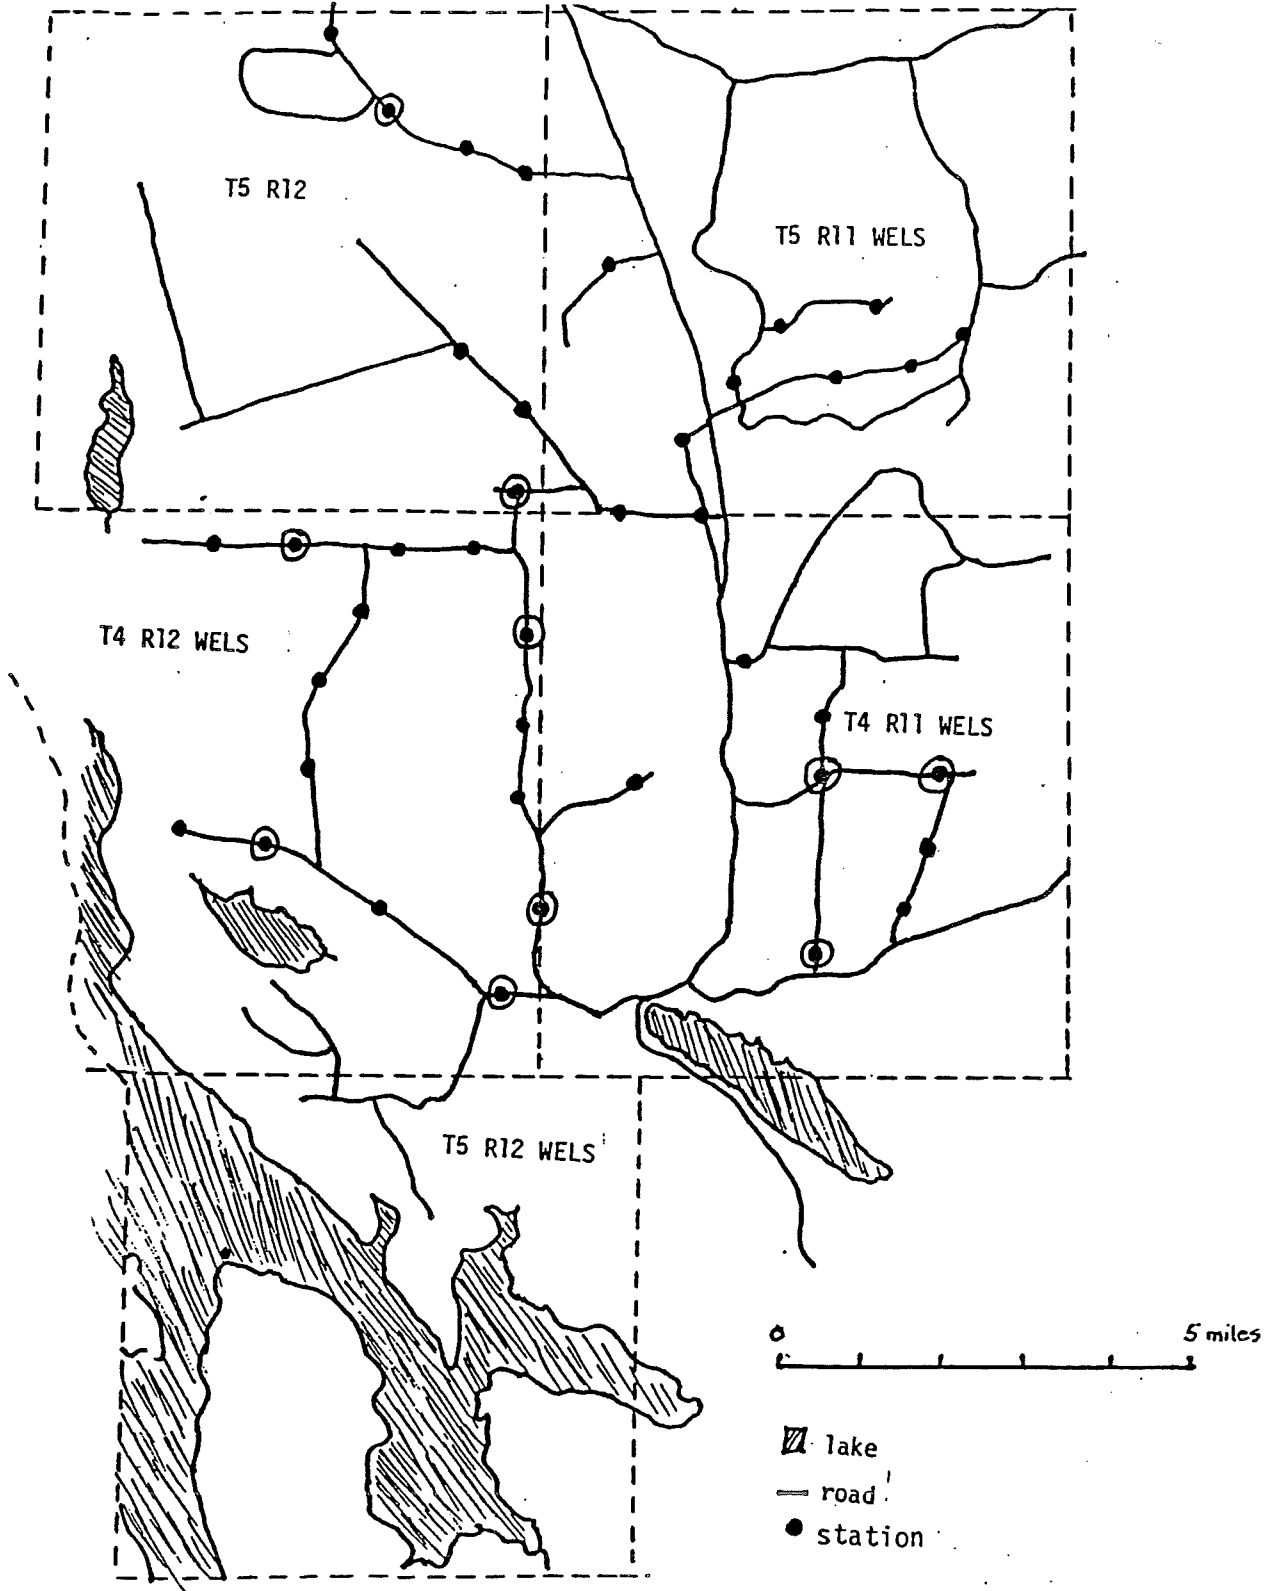 T5 R12
T5 R11 WELS
T4 R12 WELS
T4 R11 WELS
T5 R12 WELS
0 5 miles
lake
road
station